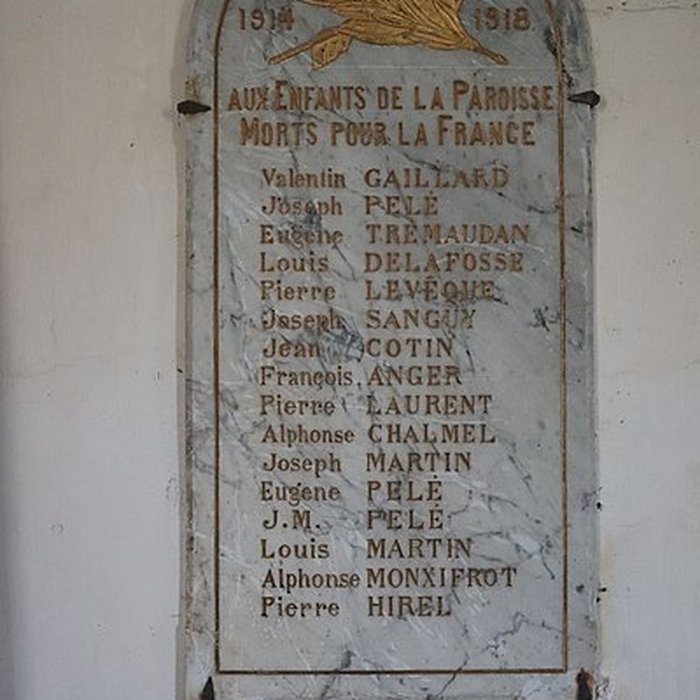 1914 1918
AUX ENFANTS DE LA PAROISSE
MORTS POUR LA FRANCE
Valentin GAILLARD
Joseph PELÉ
Eugène TRÉMAUDAN
Louis DELAFOSSE
Pierre LEVÊQUE
Joseph SANGUY
Jean COTIN
François ANGER
Pierre LAURENT
Alphonse CHALMEL
Joseph MARTIN
Eugène PELÉ
J.M. PELÉ
Louis MARTIN
Alphonse MONXIFROT
Pierre HIREL